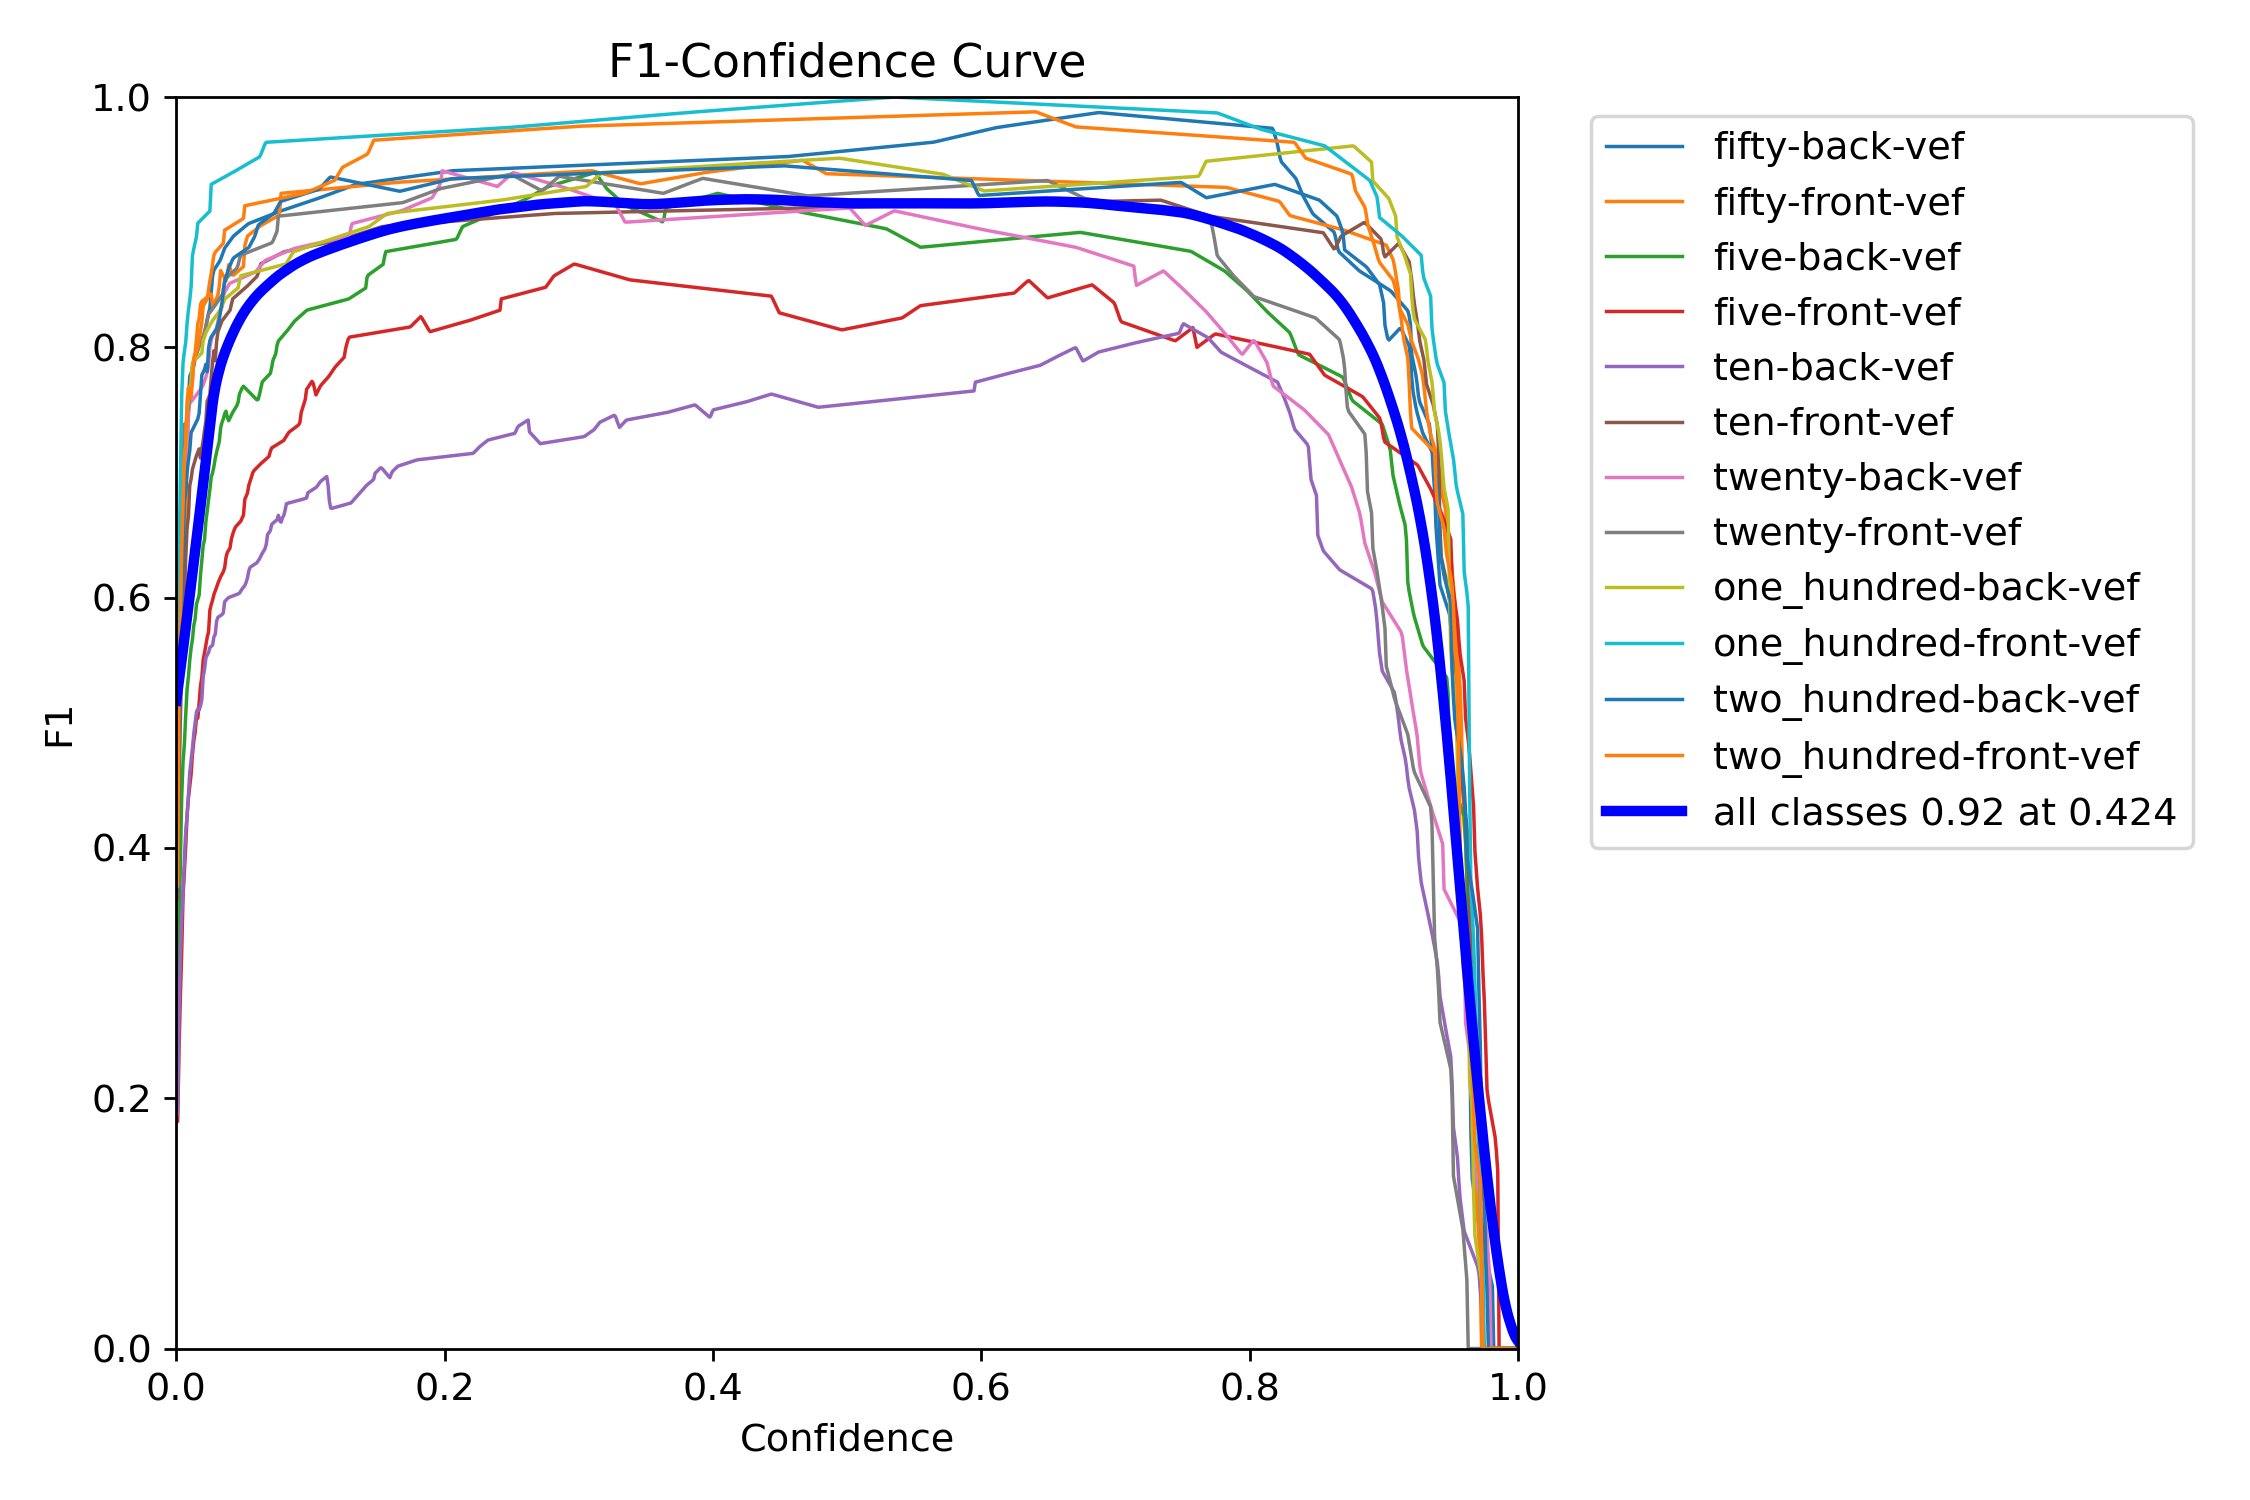 F1-Confidence Curve
1.0
0.8
0.6
0.4
0.2
0.0
F1
0.0 0.2 0.4 0.6 0.8 1.0
Confidence
fifty-back-vef
fifty-front-vef
five-back-vef
five-front-vef
ten-back-vef
ten-front-vef
twenty-back-vef
twenty-front-vef
one_hundred-back-vef
one_hundred-front-vef
two_hundred-back-vef
two_hundred-front-vef
all classes 0.92 at 0.424